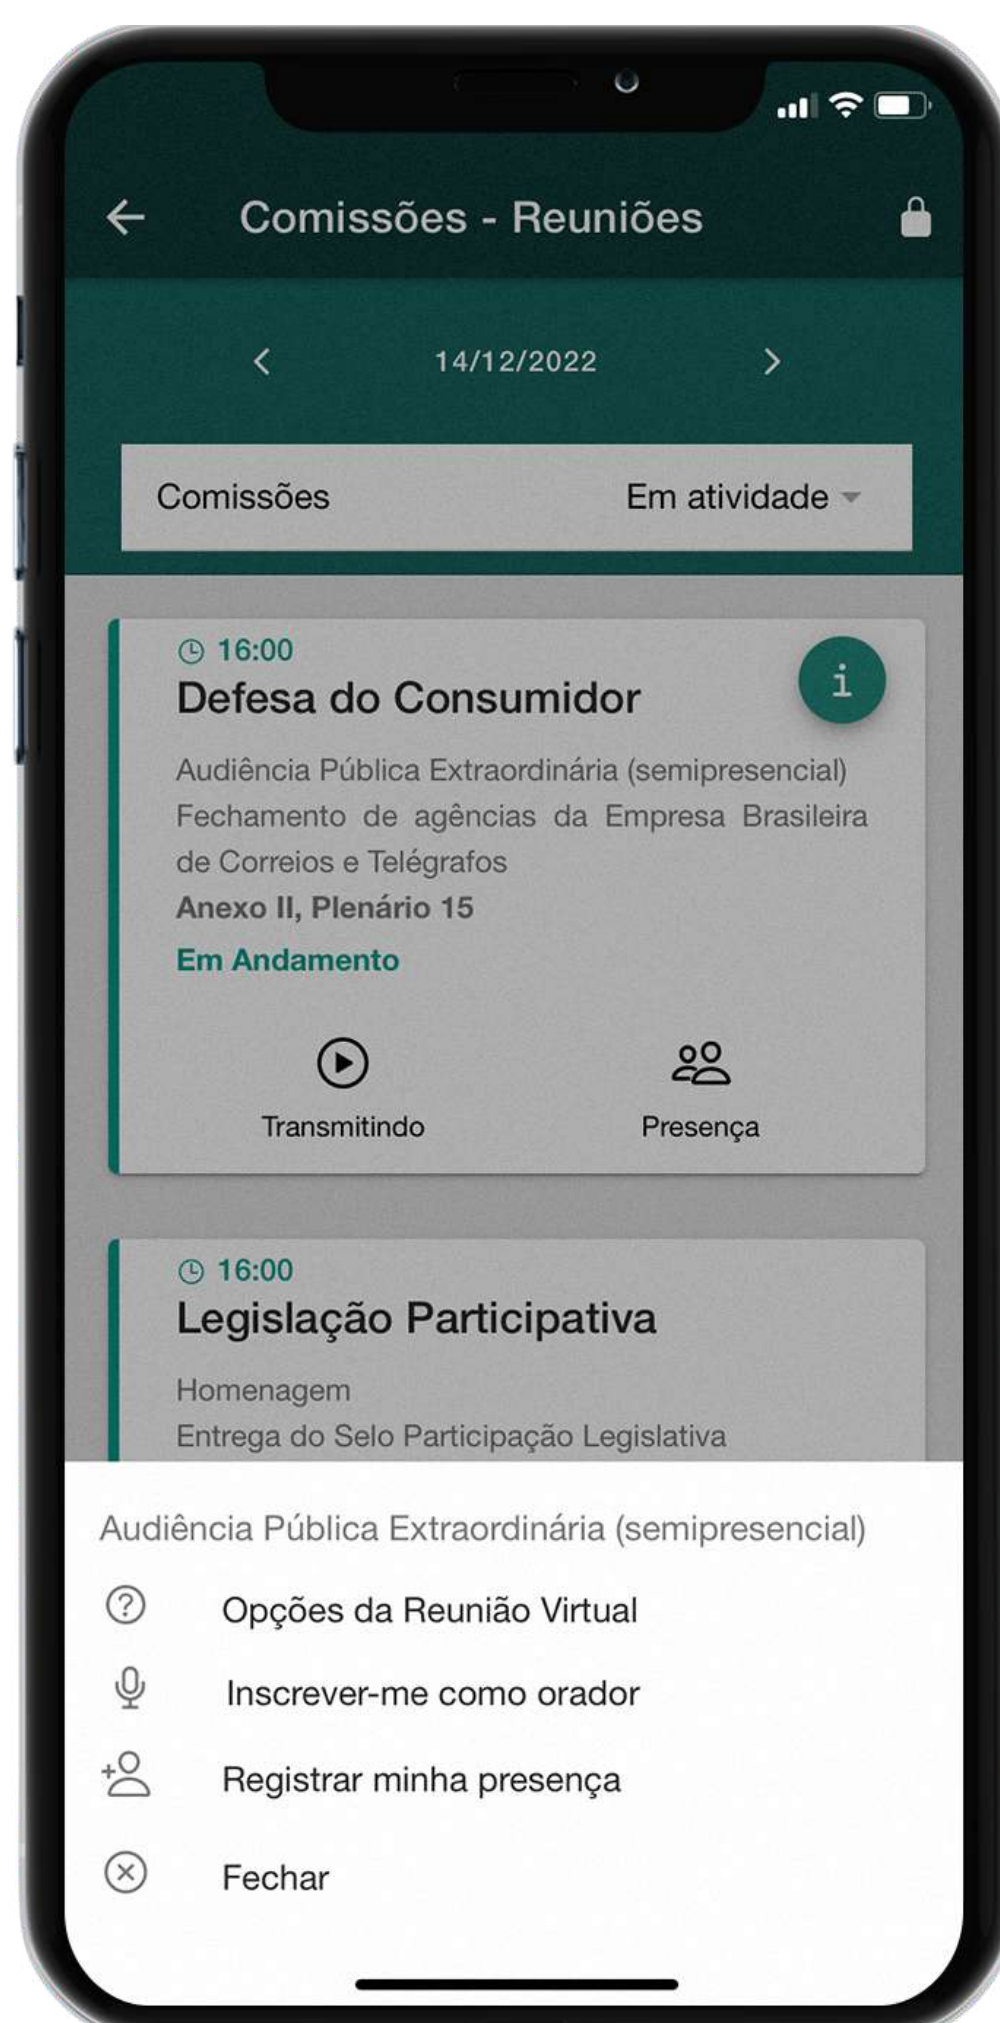 Comissões - Reuniões
14/12/2022
Comissões Em atividade
16:00
Defesa do Consumidor
i
Audiência Pública Extraordinária (semipresencial)
Fechamento de agências da Empresa Brasileira
de Correios e Telégrafos
Anexo II, Plenário 15
Em Andamento
Transmitindo Presença
16:00
Legislação Participativa
Homenagem
Entrega do Selo Participação Legislativa
Audiência Pública Extraordinária (semipresencial)
Opções da Reunião Virtual
Inscrever-me como orador
Registrar minha presença
Fechar